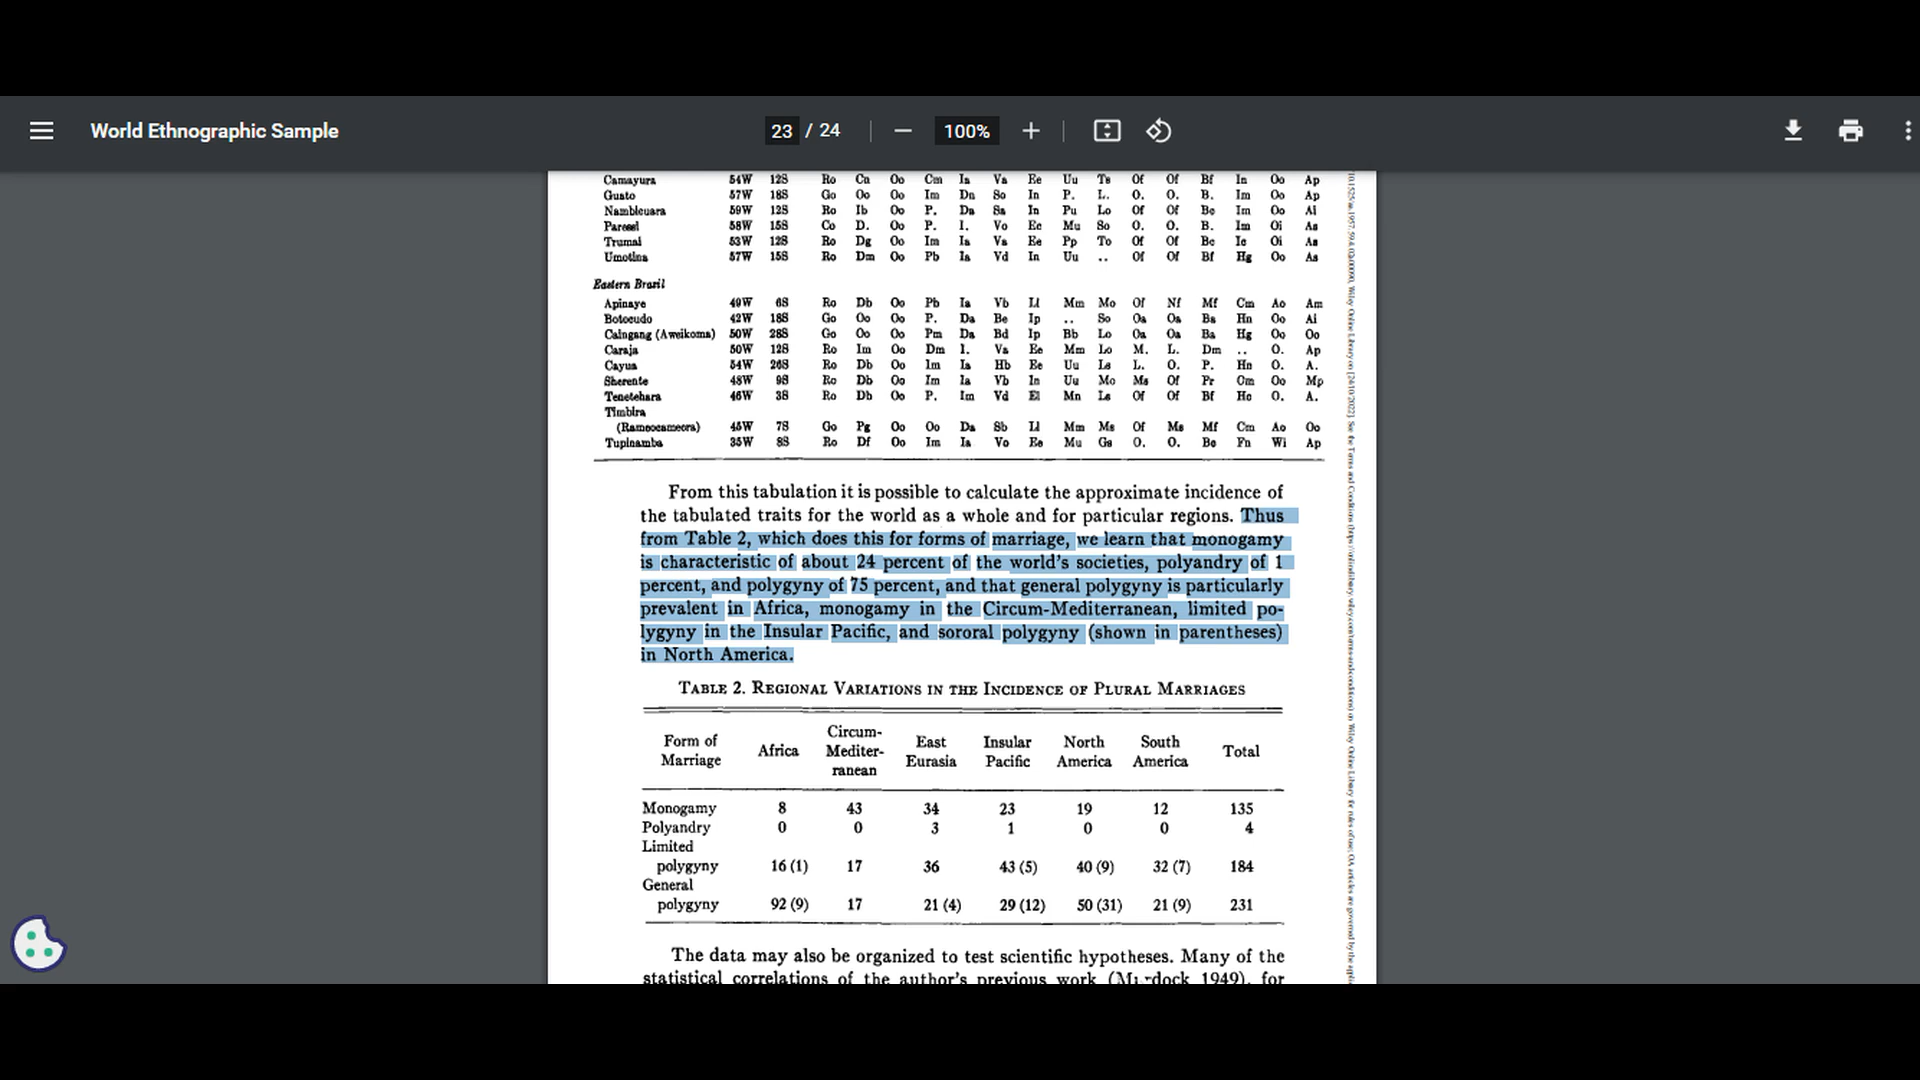 World Ethnographic Sample
23 / 24
100%
Camayura 54W 12S Ro Cn Oo Cm Ia Va Ee Uu Ts Of Of Bf In Oo Ap
Guato 57W 18S Go Oo Oo Im Dn So In P. L. O. O. B. Im Oo Ap
Nambicuara 59W 12S Ro Ib Oo P. Da Sa In Pu Lo Of Of Be Im Oo Al
Paressi 58W 15S Co D. Oo P. I. Vo Ee Mu So O. O. B. Im Oi As
Trumai 53W 12S Ro Dg Oo Im Ia Va Ee Pp To Of Of Bc Ic Oi As
Umotina 57W 15S Ro Dm Oo Pb Ia Vd In Uu .. Of Of Bf Hg Oo As
Eastern Brazil
Apinaye 49W 6S Ro Db Oo Pb Ia Vb Ll Mm Mo Of Nf Mf Cm Ao Am
Botocudo 42W 18S Go Oo Oo P. Da Be Ip .. So Oa Oa Bs Hn Oo Al
Caingang (Aweikoma) 50W 28S Go Oo Oo Pm Da Bd Ip Bb Lo Oa Oa Ba Hg Oo Oo
Caraja 50W 12S Ro Im Oo Dm I. Va Ee Mm Lo M. L. Dm .. O. Ap
Cayua 54W 26S Ro Db Oo Im Ia Hb Ee Uu Ls L. O. P. Hn O. A.
Sherente 48W 9S Ro Db Oo Im Ia Vb In Uu Mo Ms Of Pr Cm Oo Mp
Tenetehara 46W 3S Ro Db Oo P. Im Vd El Mn Ls Of Of Bf Hc O. A.
Timbira
(Ramcocamecra) 45W 7S Go Pg Oo Oo Da Sb Ll Mm Ms Of Ms Mf Cm Ao Oo
Tupinamba 35W 8S Ro Df Oo Im Ia Vo Ee Mu Gs O. O. Be Fn Wi Ap
From this tabulation it is possible to calculate the approximate incidence of
the tabulated traits for the world as a whole and for particular regions. Thus
from Table 2, which does this for forms of marriage, we learn that monogamy
is characteristic of about 24 percent of the world's societies, polyandry of 1
percent, and polygyny of 75 percent, and that general polygyny is particularly
prevalent in Africa, monogamy in the Circum-Mediterranean, limited po-
lygyny in the Insular Pacific, and sororal polygyny (shown in parentheses)
in North America.
TABLE 2. REGIONAL VARIATIONS IN THE INCIDENCE OF PLURAL MARRIAGES
Form of Marriage Africa Circum-Mediter-ranean East Eurasia Insular Pacific North America South America Total
Monogamy 8 43 34 23 19 12 135
Polyandry 0 0 3 1 0 0 4
Limited
polygyny 16 (1) 17 36 43 (5) 40 (9) 32 (7) 184
General
polygyny 92 (9) 17 21 (4) 29 (12) 50 (31) 21 (9) 231
The data may also be organized to test scientific hypotheses. Many of the
statistical correlations of the author's previous work (Murdock 1949), for